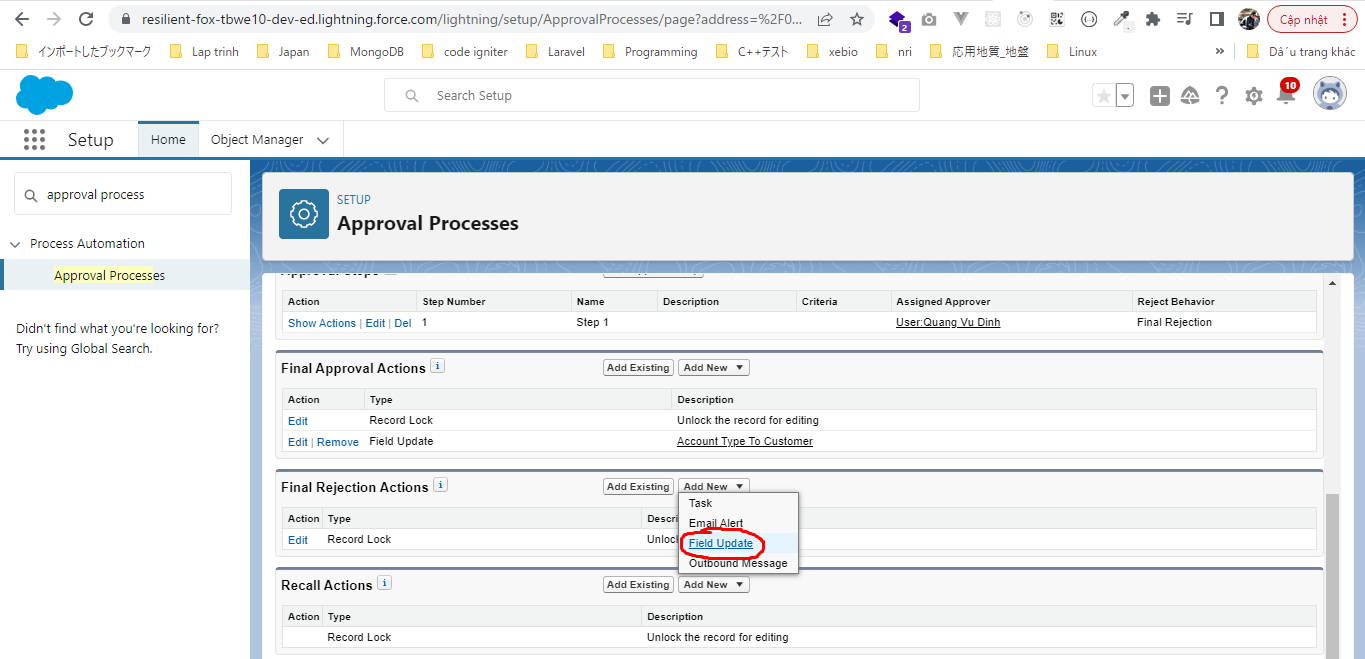 resilient-fox-tbwe10-dev-ed.lightning.force.com/lightning/setup/ApprovalProcesses/page?address=%2F0...
2
Cập nhật
インポートしたブックマーク Lap trinh Japan MongoDB code igniter Laravel Programming C++テスト xebio nri 応用地質_地盤 Linux » Dấu trang khác
Search Setup
10
Setup Home Object Manager
approval process
Process Automation
Approval Processes
Didn't find what you're looking for?
Try using Global Search.
SETUP
Approval Processes
Action Step Number Name Description Criteria Assigned Approver Reject Behavior
Show Actions | Edit | Del 1 Step 1 User:Quang Vu Dinh Final Rejection
Final Approval Actions i Add Existing Add New ▼
Action Type Description
Edit Record Lock Unlock the record for editing
Edit | Remove Field Update Account Type To Customer
Final Rejection Actions i Add Existing Add New ▼
Task
Email Alert
Field Update
Outbound Message
Action Type Descri
Edit Record Lock Unlock
Recall Actions i Add Existing Add New ▼
Action Type Description
Record Lock Unlock the record for editing